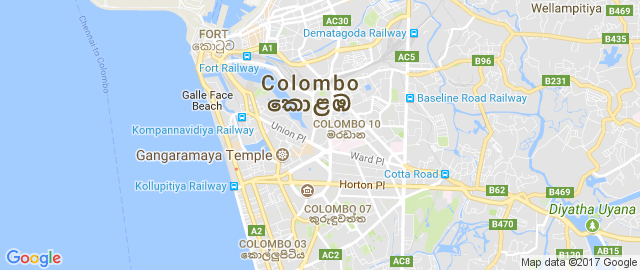 Wellampitiya
FORT
කොටුව
AC30
Dematagoda Railway
B435
A1
AC5
B469
B96
Fort Railway
Chennai to Colombo
B231
Colombo
කොළඹ
Galle Face
Beach
Baseline Road Railway
Kompannavidiya Railway
COLOMBO 10
මරදාන
Union Pl
Gangaramaya Temple
Ward Pl
Cotta Road
Kollupitiya Railway
Horton Pl
B62
B469
COLOMBO 07
කුරුඳුවත්ත
Diyatha Uyana
A2
B470
COLOMBO 03
කොල්ලුපිටිය
A2
AC8
AB15
Google
Map data ©2017 Google